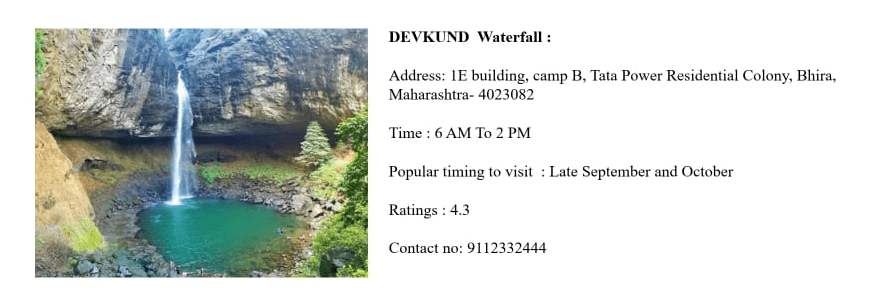 DEVKUND Waterfall :
Address: 1E building, camp B, Tata Power Residential Colony, Bhira,
Maharashtra- 4023082
Time : 6 AM To 2 PM
Popular timing to visit : Late September and October
Ratings : 4.3
Contact no: 9112332444